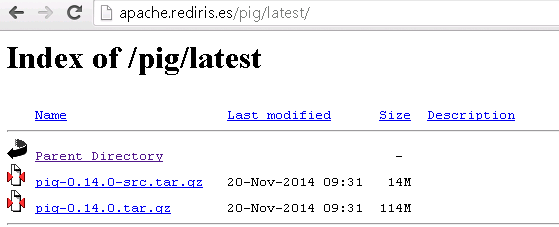 apache.rediris.es/pig/latest/
Index of /pig/latest
Name Last modified Size Description
Parent Directory -
pig-0.14.0-src.tar.gz 20-Nov-2014 09:31 14M
pig-0.14.0.tar.gz 20-Nov-2014 09:31 114M